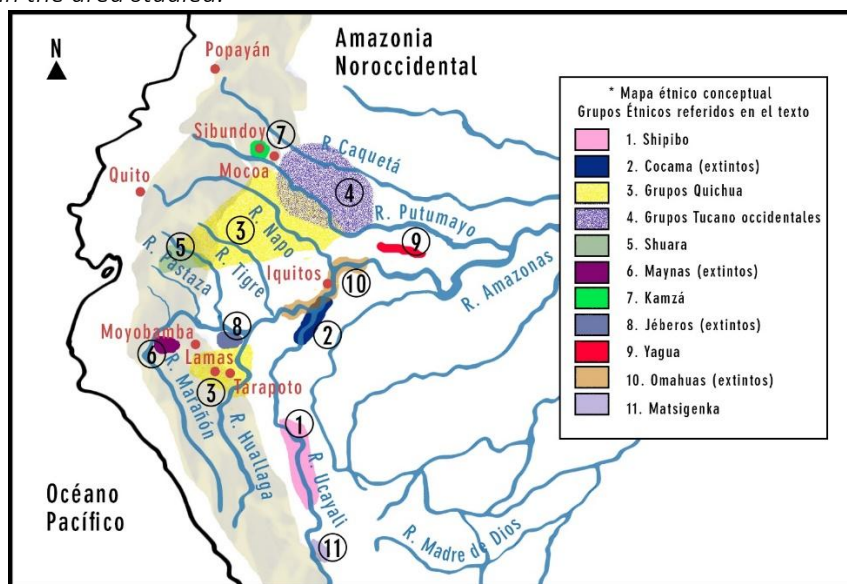 in the area studied.
Amazonia
Noroccidental
N
Popayán
Sibundoy
7
Mocoa
R. Caquetá
Quito
4
3
R. Napo
R. Putumayo
5
R. Pastaza
R. Tigre
9
Iquitos
10
R. Amazonas
Moyobamba
8
2
6
Lamas
Tarapoto
3
R. Marañón
R. Huallaga
1
R. Ucayali
Océano
Pacífico
11
R. Madre de Dios
* Mapa étnico conceptual
Grupos Étnicos referidos en el texto
1. Shipibo
2. Cocama (extintos)
3. Grupos Quichua
4. Grupos Tucano occidentales
5. Shuara
6. Maynas (extintos)
7. Kamzá
8. Jéberos (extintos)
9. Yagua
10. Omahuas (extintos)
11. Matsigenka